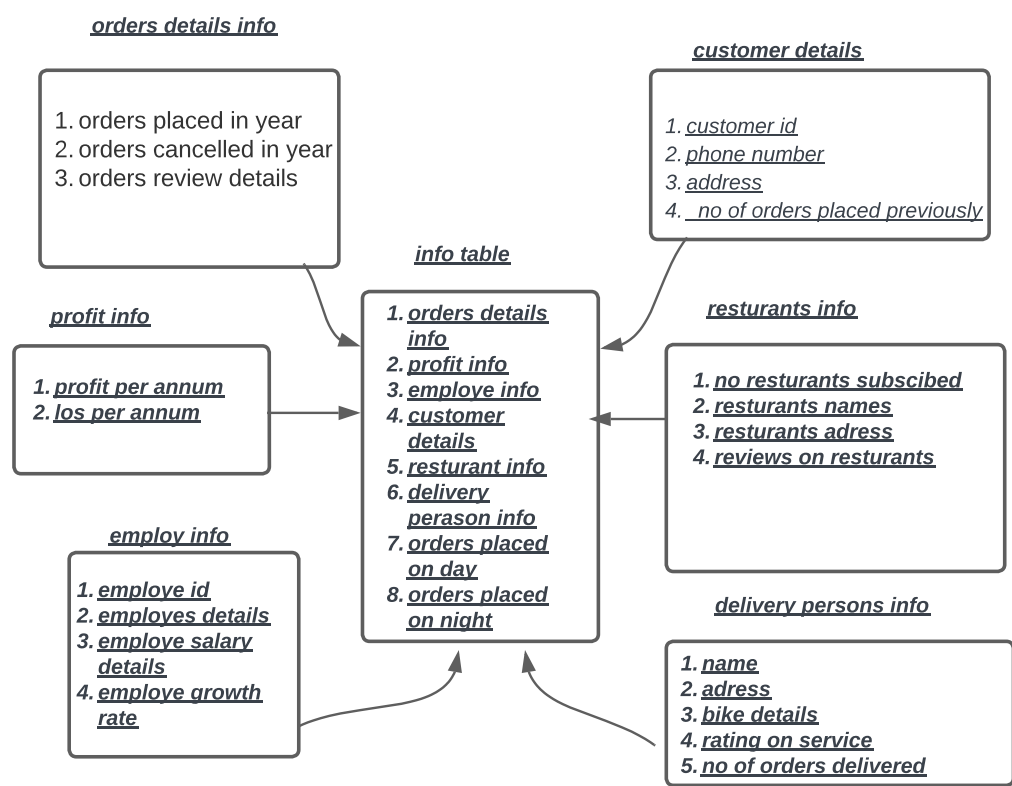 orders details info
1. orders placed in year
2. orders cancelled in year
3. orders review details
customer details
1. customer id
2. phone number
3. address
4. no of orders placed previously
info table
1. orders details
info
2. profit info
3. employe info
4. customer
details
5. resturant info
6. delivery
perason info
7. orders placed
on day
8. orders placed
on night
profit info
1. profit per annum
2. los per annum
resturants info
1. no resturants subscibed
2. resturants names
3. resturants adress
4. reviews on resturants
employ info
1. employe id
2. employes details
3. employe salary
details
4. employe growth
rate
delivery persons info
1. name
2. adress
3. bike details
4. rating on service
5. no of orders delivered